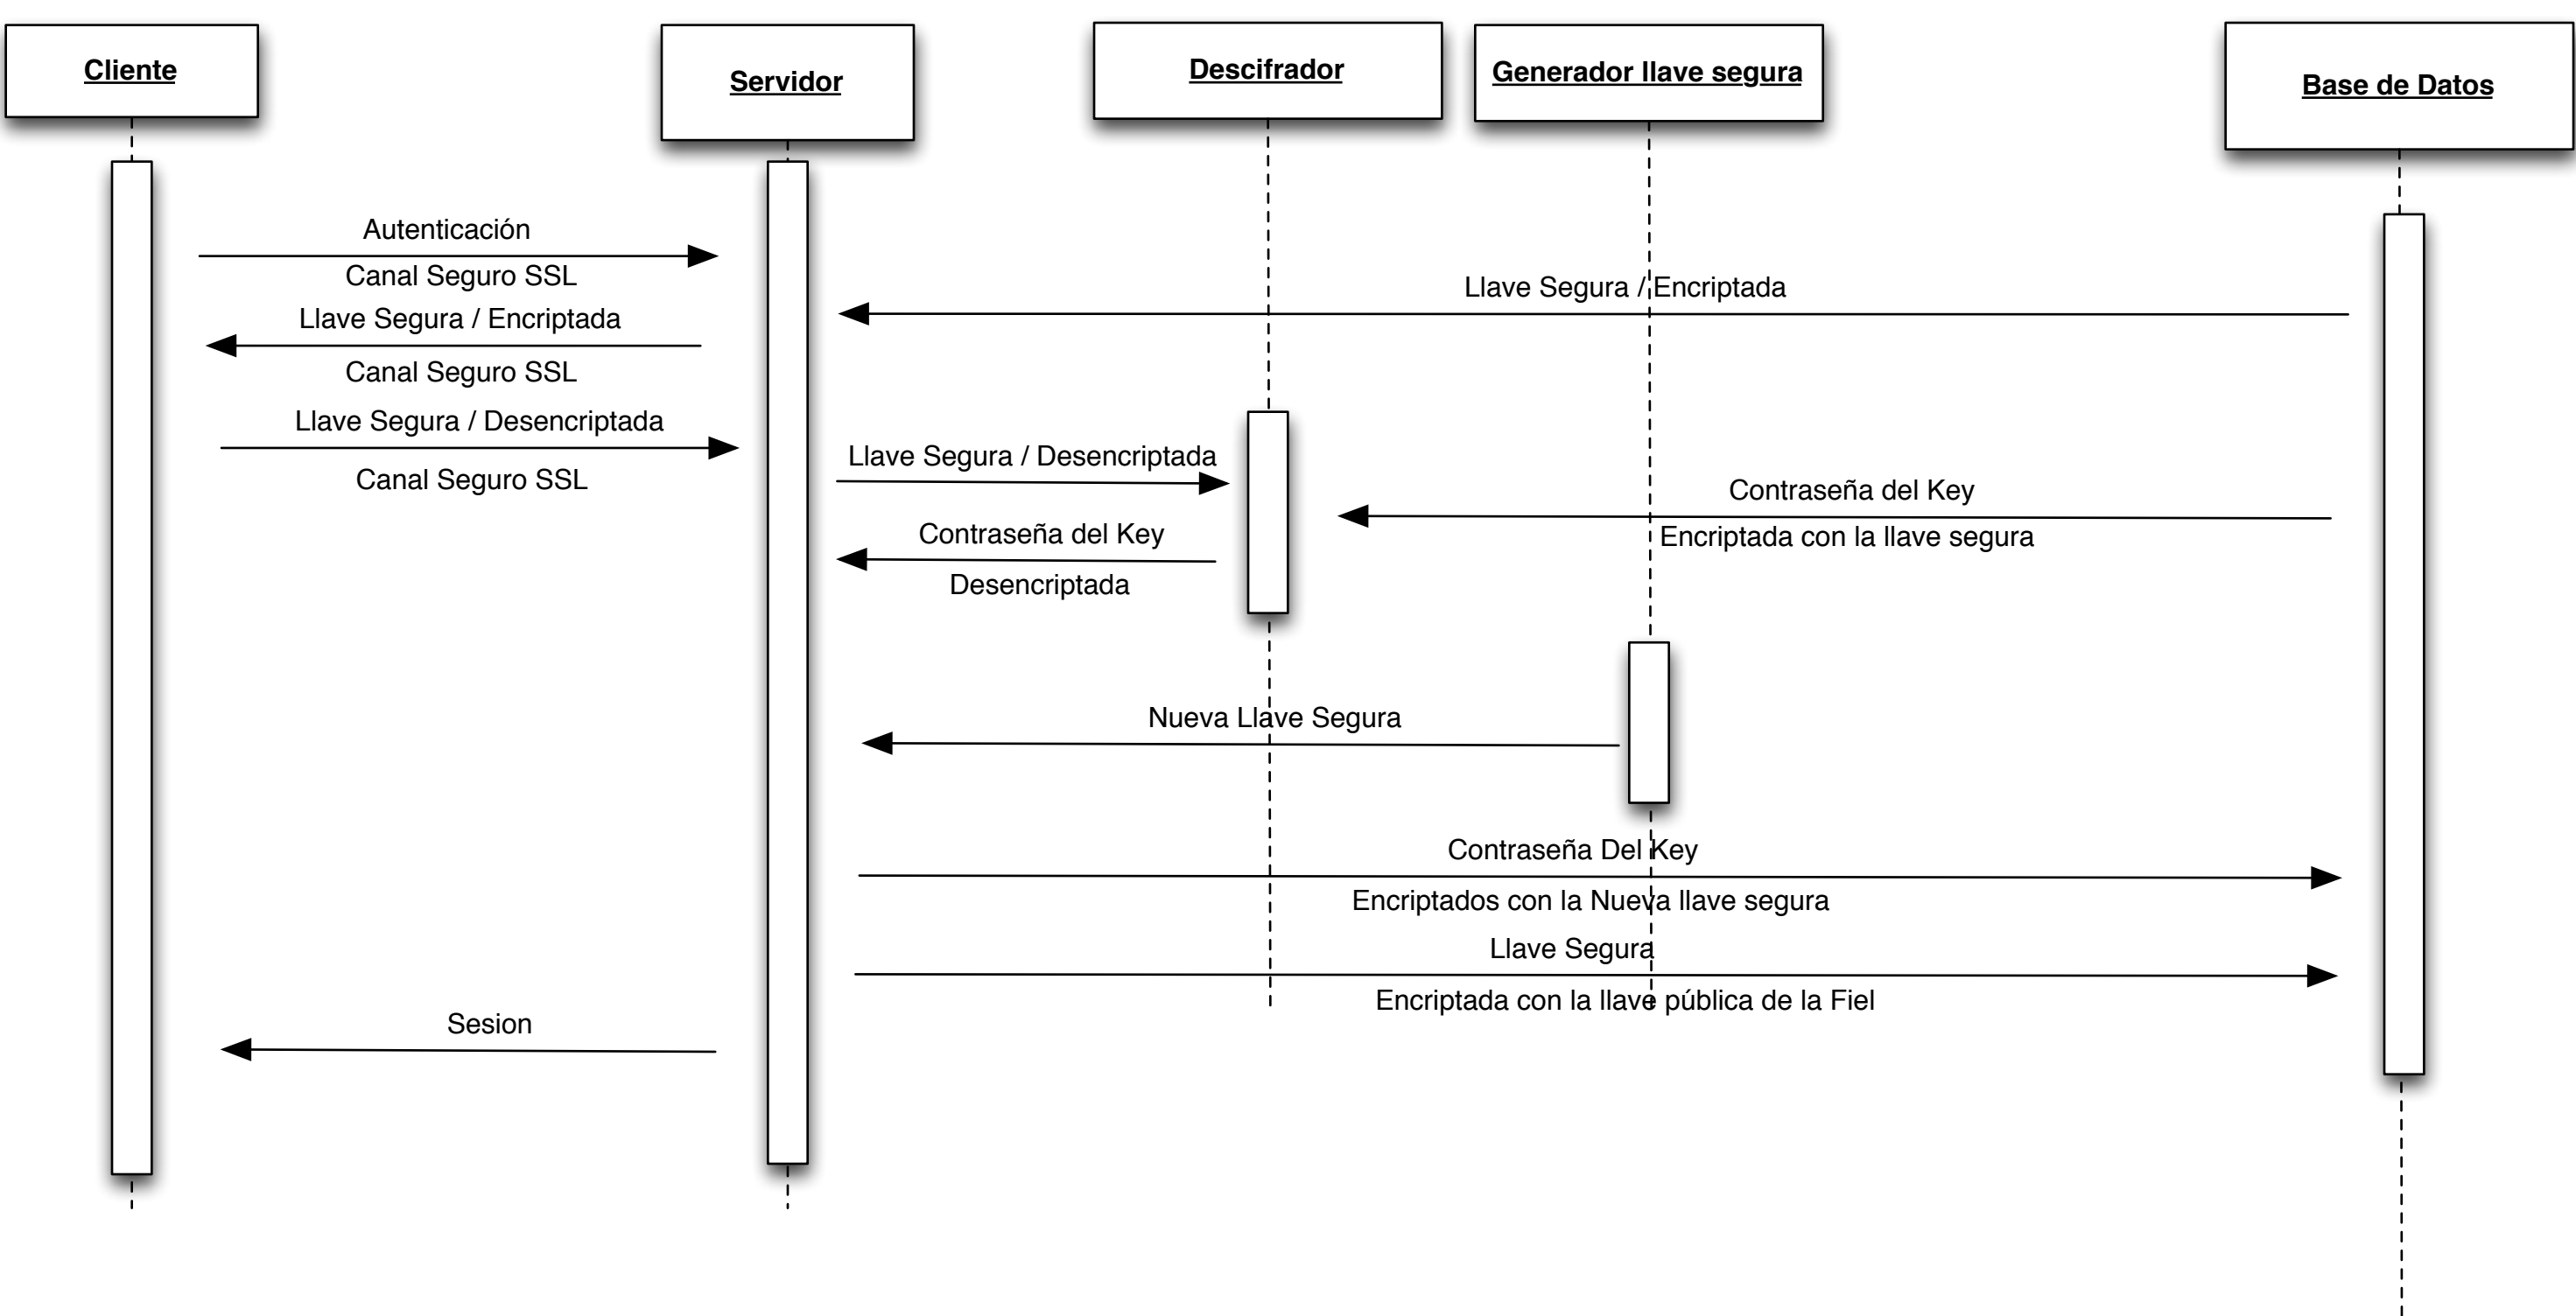 Cliente
Servidor
Descifrador
Generador llave segura
Base de Datos
Autenticación
Canal Seguro SSL
Llave Segura / Encriptada
Llave Segura / Encriptada
Canal Seguro SSL
Llave Segura / Desencriptada
Canal Seguro SSL
Llave Segura / Desencriptada
Contraseña del Key
Encriptada con la llave segura
Contraseña del Key
Desencriptada
Nueva Llave Segura
Contraseña Del Key
Encriptados con la Nueva llave segura
Llave Segura
Encriptada con la llave pública de la Fiel
Sesion